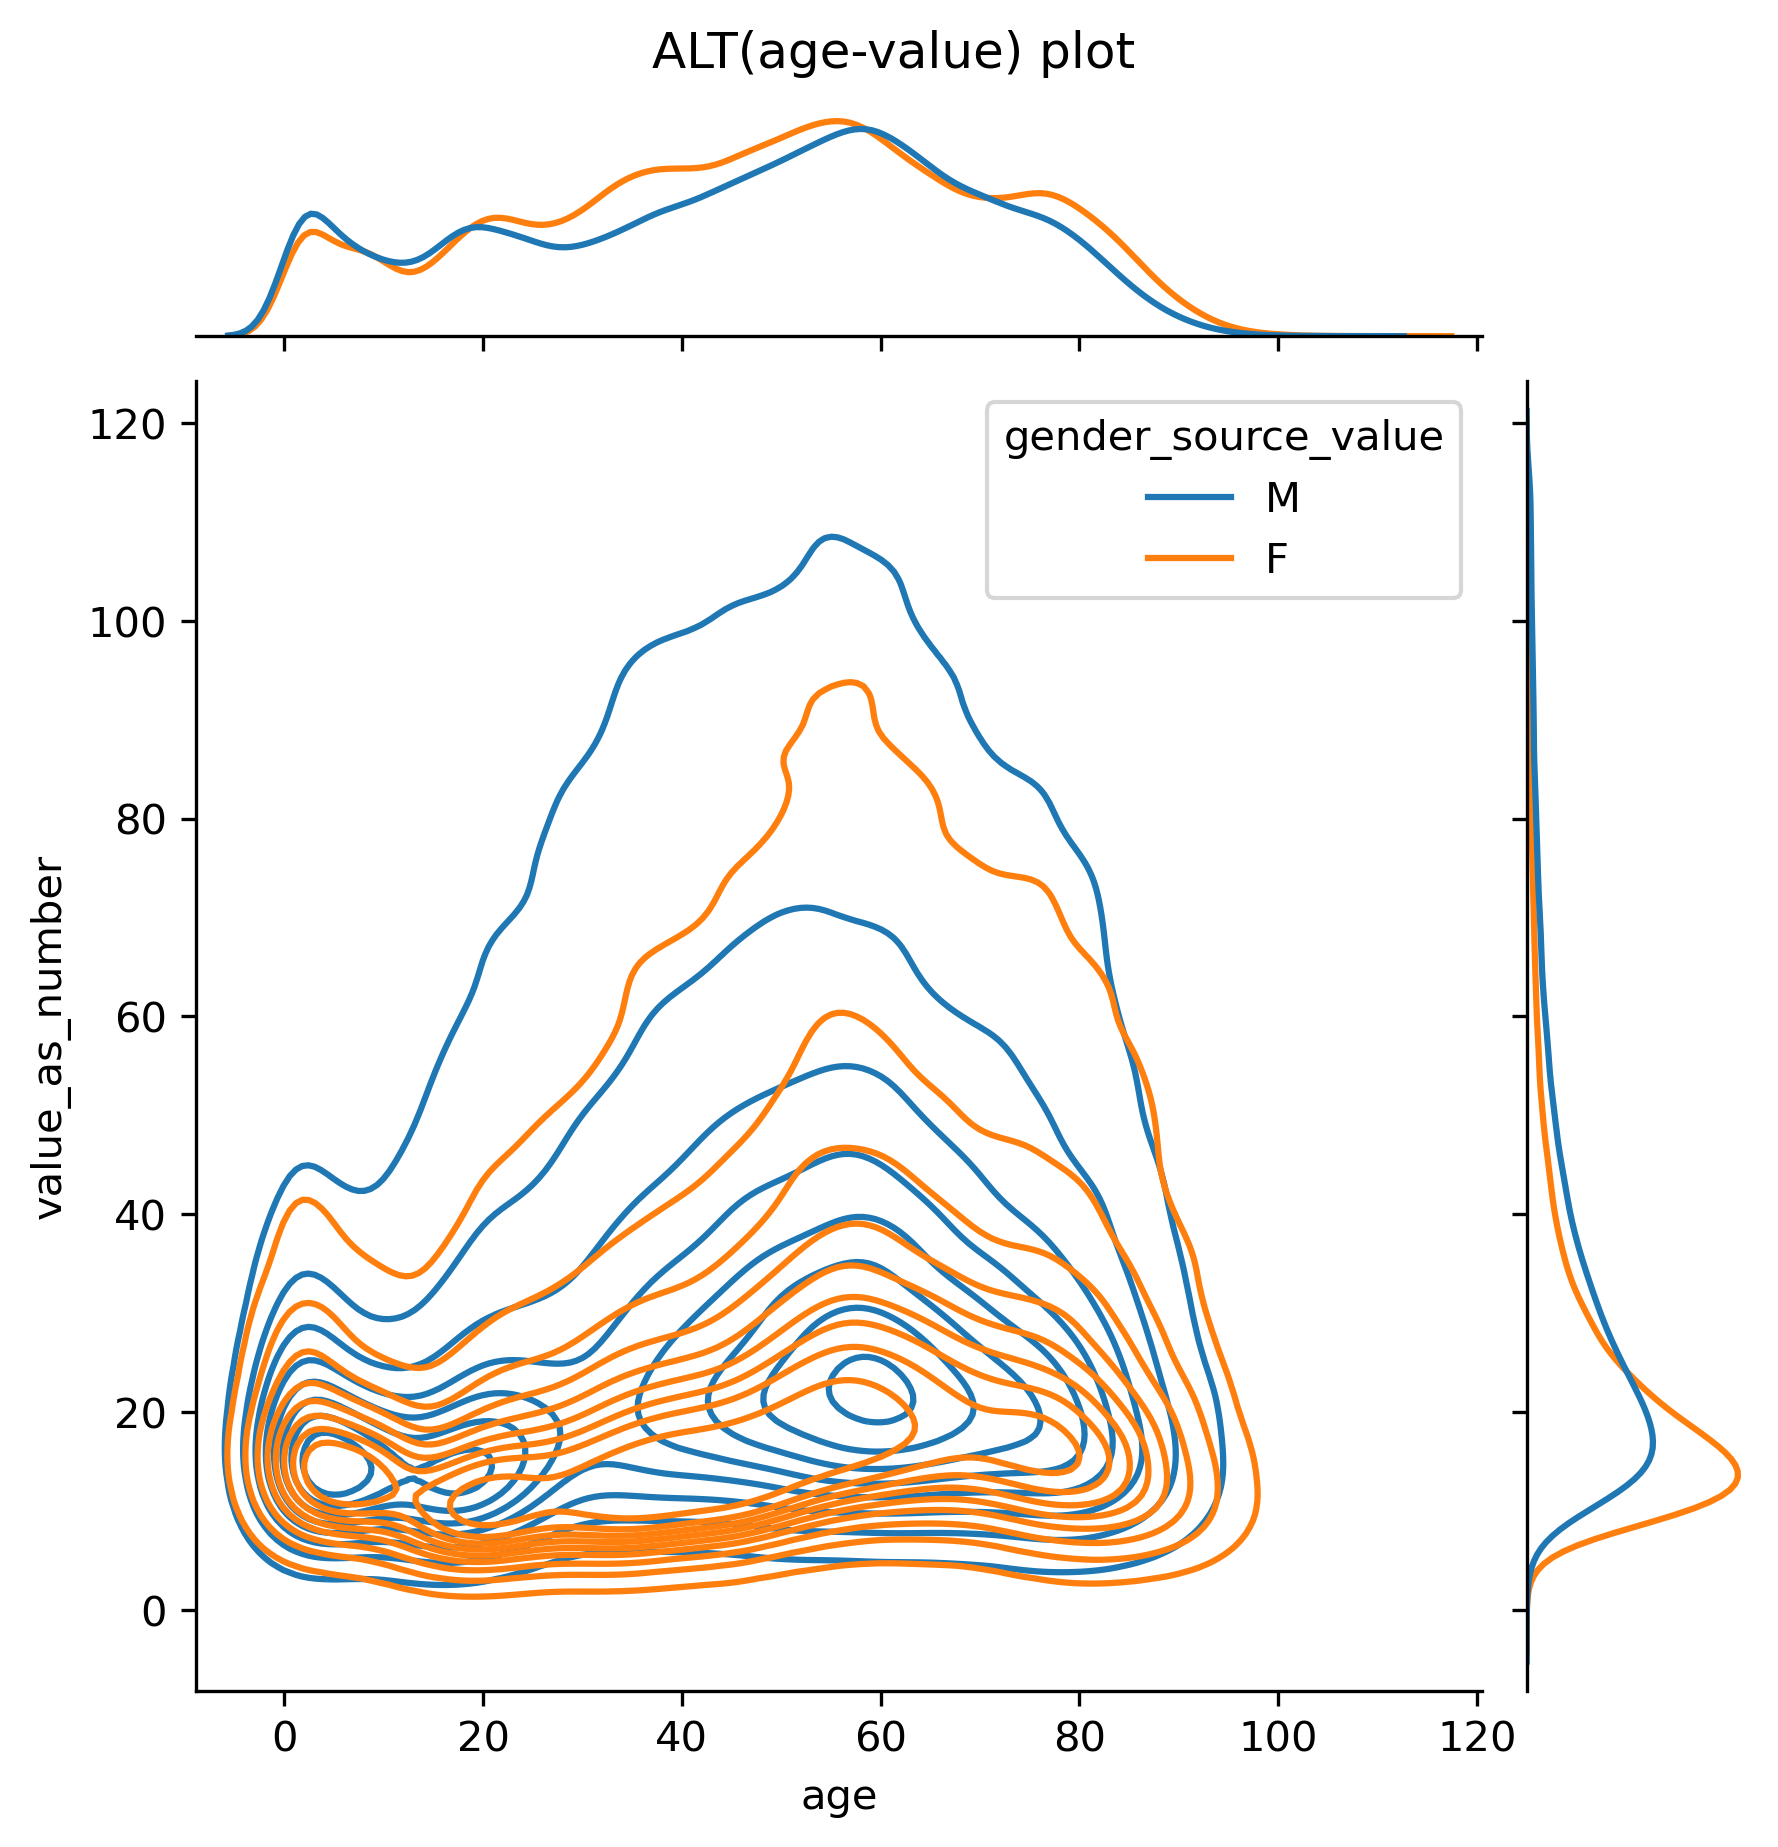 ALT(age-value) plot
120
gender_source_value
M
F
100
80
60
40
20
0
value_as_number
0 20 40 60 80 100 120
age